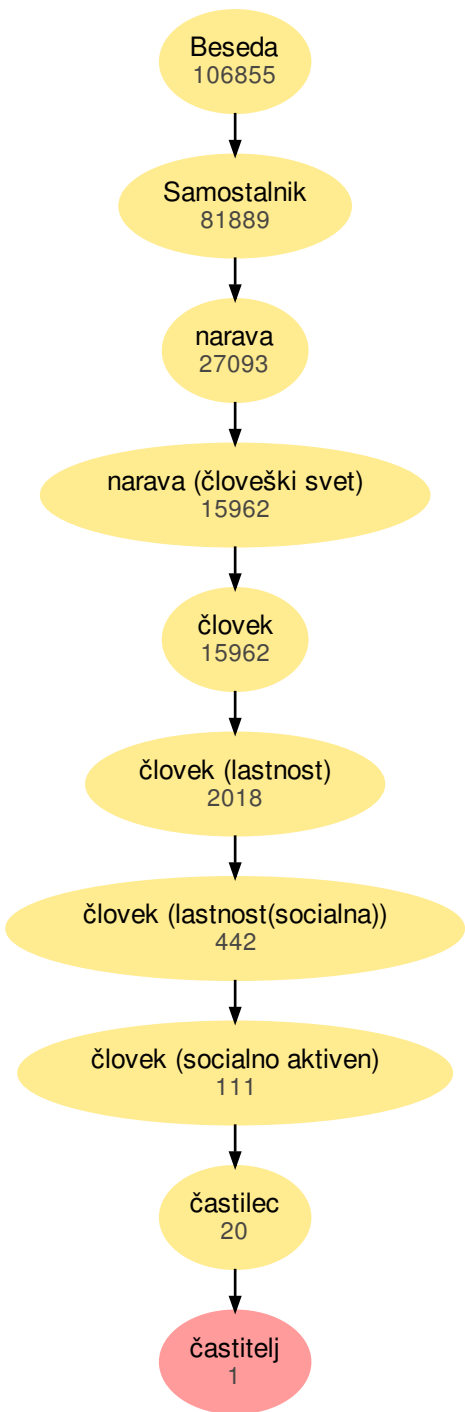 Beseda
106855
Samostalnik
81889
narava
27093
narava (človeški svet)
15962
človek
15962
človek (lastnost)
2018
človek (lastnost(socialna))
442
človek (socialno aktiven)
111
častilec
20
častitelj
1